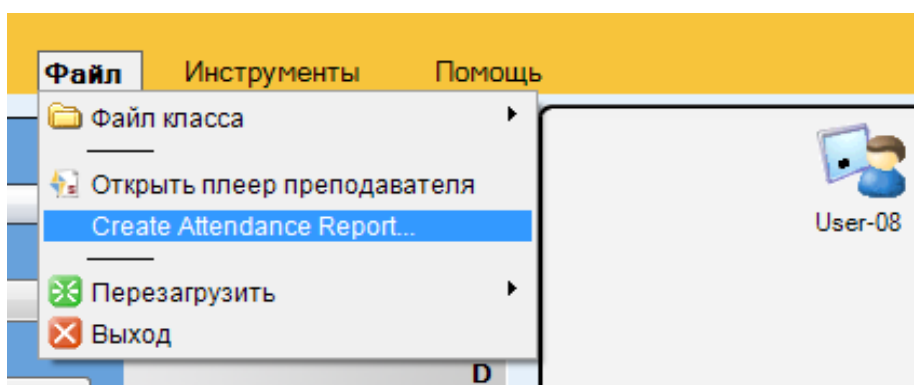 Файл Инструменты Помощь
Файл класса
Открыть плеер преподавателя
Create Attendance Report...
Перезагрузить
Выход
User-08
D